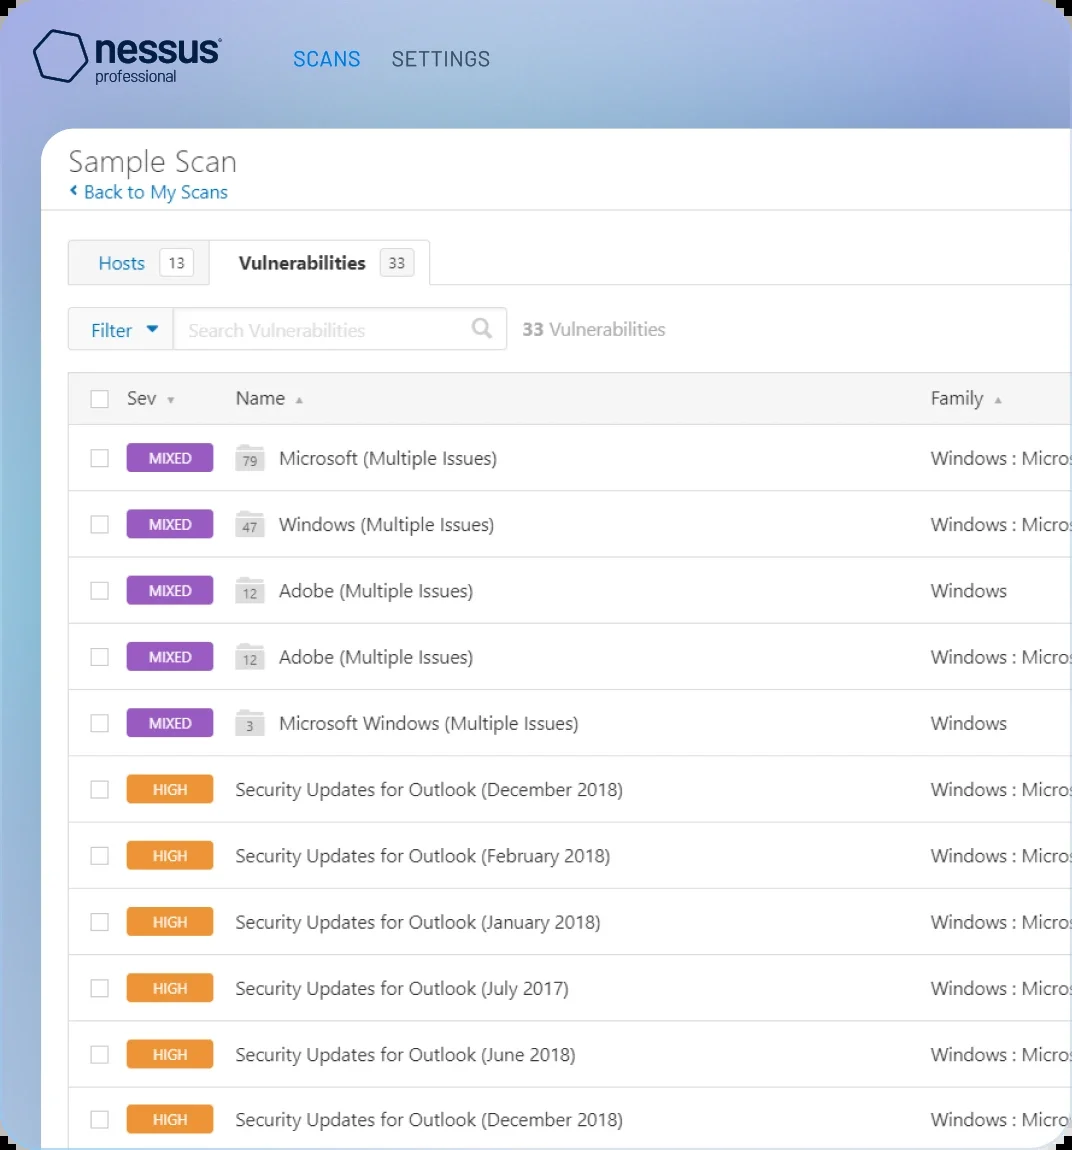 nessus
professional
SCANS SETTINGS
Sample Scan
Back to My Scans
Hosts 13 Vulnerabilities 33
Filter Search Vulnerabilities 33 Vulnerabilities
Sev Name Family
MIXED 79 Microsoft (Multiple Issues) Windows : Micros
MIXED 47 Windows (Multiple Issues) Windows : Micros
MIXED 12 Adobe (Multiple Issues) Windows
MIXED 12 Adobe (Multiple Issues) Windows : Micros
MIXED 3 Microsoft Windows (Multiple Issues) Windows
HIGH Security Updates for Outlook (December 2018) Windows : Micros
HIGH Security Updates for Outlook (February 2018) Windows : Micros
HIGH Security Updates for Outlook (January 2018) Windows : Micros
HIGH Security Updates for Outlook (July 2017) Windows : Micros
HIGH Security Updates for Outlook (June 2018) Windows : Micros
HIGH Security Updates for Outlook (December 2018) Windows : Micros